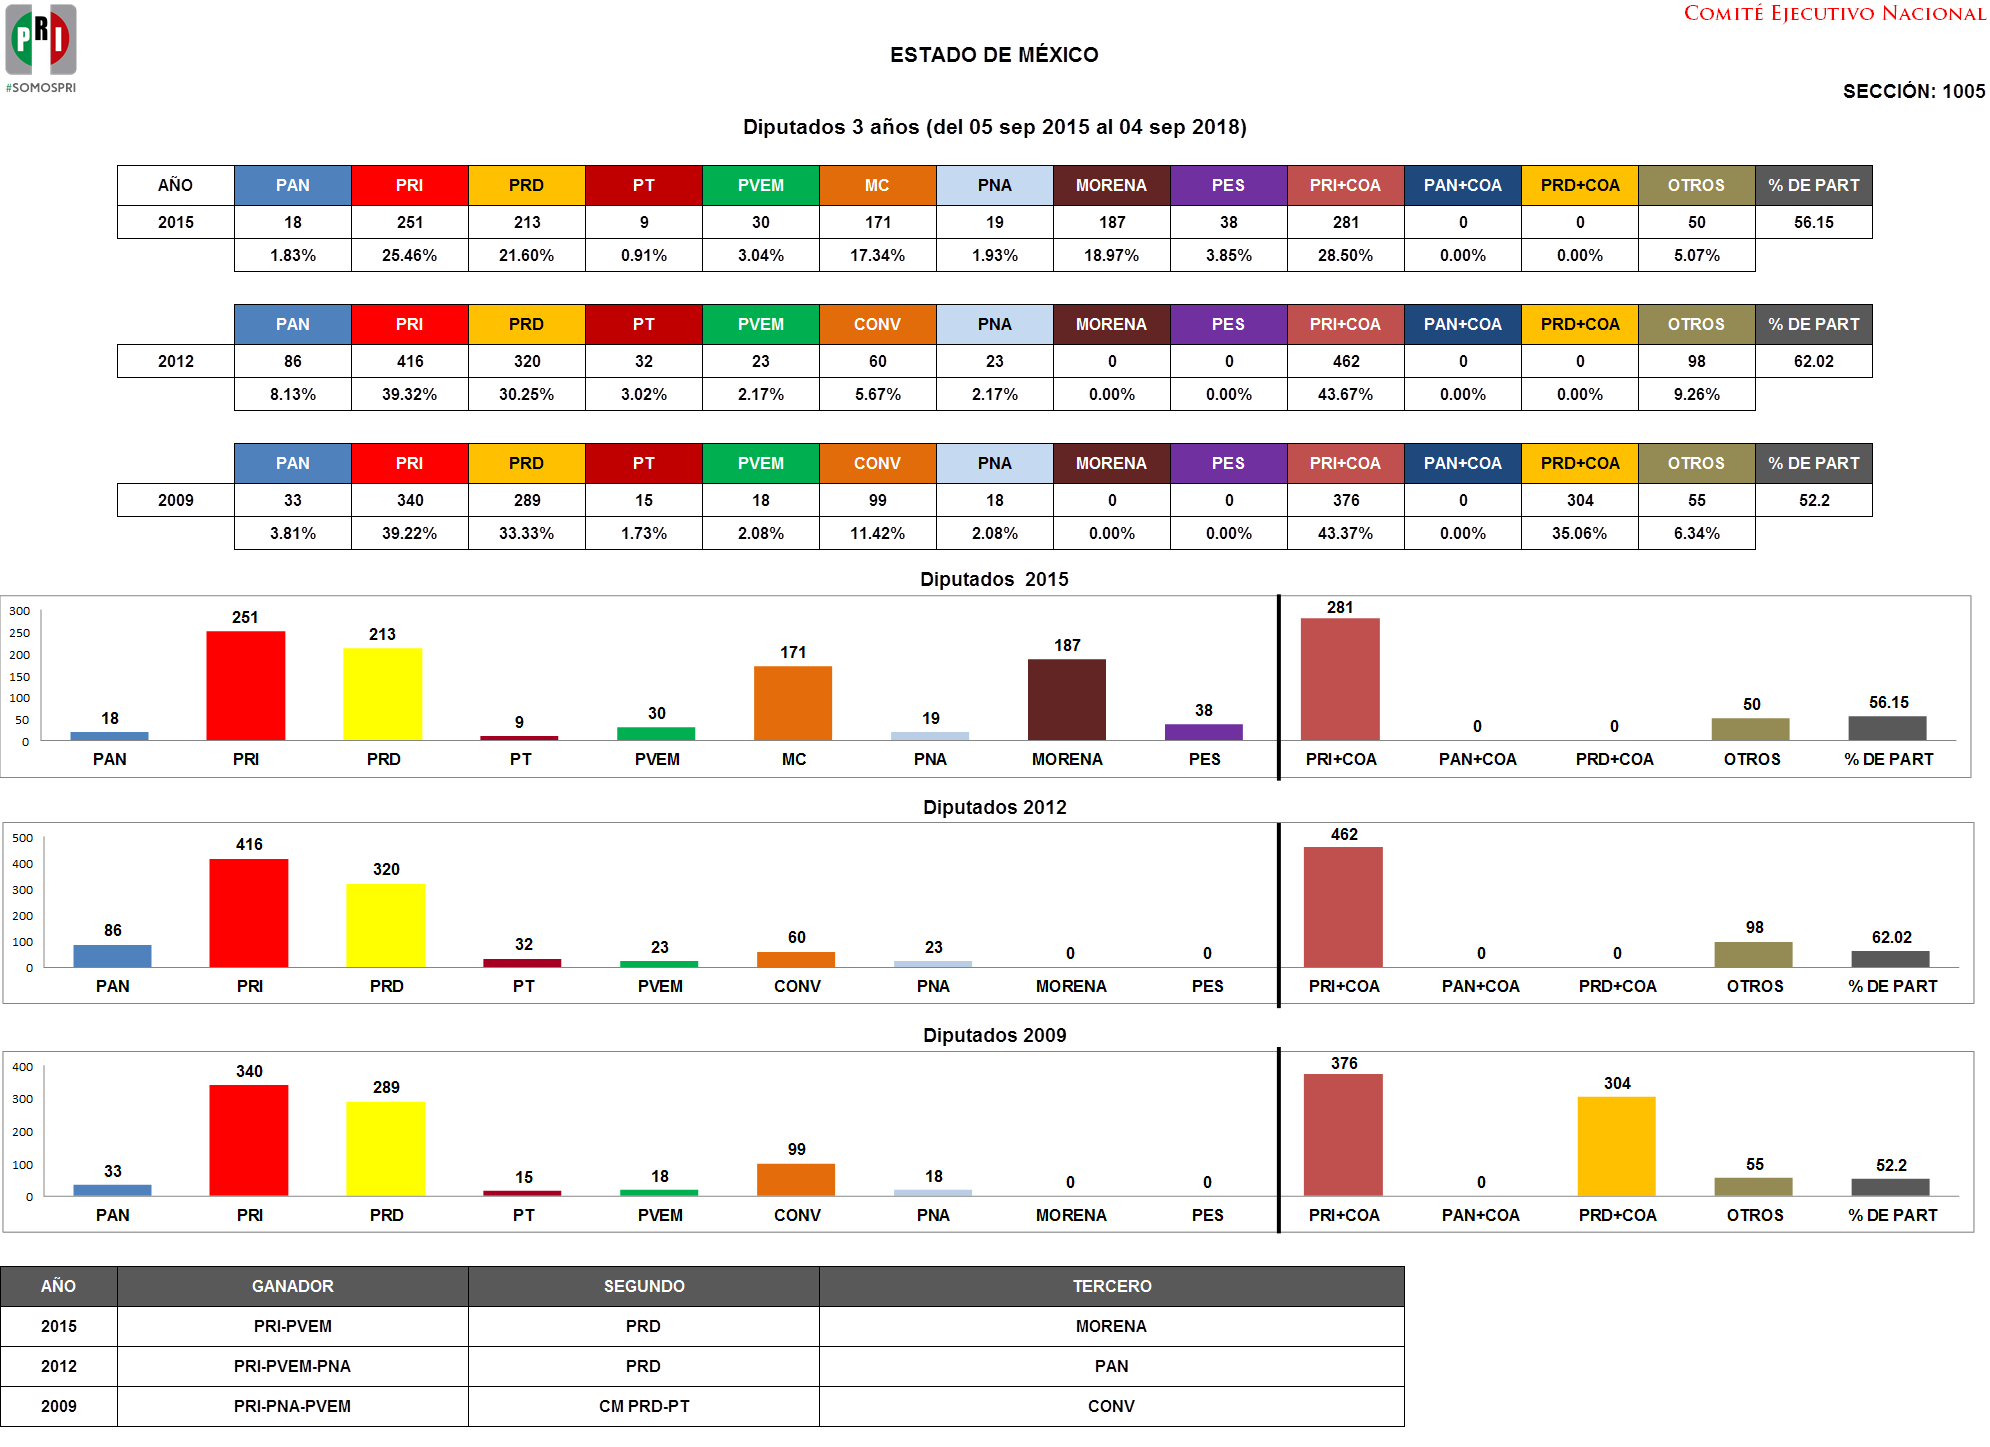 PRI
#SOMOSPRI
COMITÉ EJECUTIVO NACIONAL
ESTADO DE MÉXICO
SECCIÓN: 1005
Diputados 3 años (del 05 sep 2015 al 04 sep 2018)
AÑO PAN PRI PRD PT PVEM MC PNA MORENA PES PRI+COA PAN+COA PRD+COA OTROS % DE PART
2015 18 251 213 9 30 171 19 187 38 281 0 0 50 56.15
1.83% 25.46% 21.60% 0.91% 3.04% 17.34% 1.93% 18.97% 3.85% 28.50% 0.00% 0.00% 5.07%
PAN PRI PRD PT PVEM CONV PNA MORENA PES PRI+COA PAN+COA PRD+COA OTROS % DE PART
2012 86 416 320 32 23 60 23 0 0 462 0 0 98 62.02
8.13% 39.32% 30.25% 3.02% 2.17% 5.67% 2.17% 0.00% 0.00% 43.67% 0.00% 0.00% 9.26%
PAN PRI PRD PT PVEM CONV PNA MORENA PES PRI+COA PAN+COA PRD+COA OTROS % DE PART
2009 33 340 289 15 18 99 18 0 0 376 0 304 55 52.2
3.81% 39.22% 33.33% 1.73% 2.08% 11.42% 2.08% 0.00% 0.00% 43.37% 0.00% 35.06% 6.34%
Diputados 2015
300
250
200
150
100
50
0
18 251 213 9 30 171 19 187 38 281 0 0 50 56.15
PAN PRI PRD PT PVEM MC PNA MORENA PES PRI+COA PAN+COA PRD+COA OTROS % DE PART
Diputados 2012
500
400
300
200
100
0
86 416 320 32 23 60 23 0 0 462 0 0 98 62.02
PAN PRI PRD PT PVEM CONV PNA MORENA PES PRI+COA PAN+COA PRD+COA OTROS % DE PART
Diputados 2009
400
300
200
100
0
33 340 289 15 18 99 18 0 0 376 0 304 55 52.2
PAN PRI PRD PT PVEM CONV PNA MORENA PES PRI+COA PAN+COA PRD+COA OTROS % DE PART
AÑO GANADOR SEGUNDO TERCERO
2015 PRI-PVEM PRD MORENA
2012 PRI-PVEM-PNA PRD PAN
2009 PRI-PNA-PVEM CM PRD-PT CONV